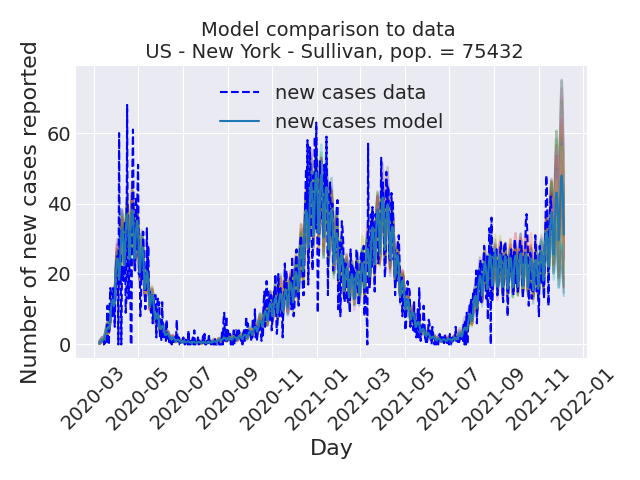 Model comparison to data
US - New York - Sullivan, pop. = 75432
Number of new cases reported
60
40
20
0
new cases data
new cases model
2020-03
2020-05
2020-07
2020-09
2020-11
2021-01
2021-03
2021-05
2021-07
2021-09
2021-11
2022-01
Day